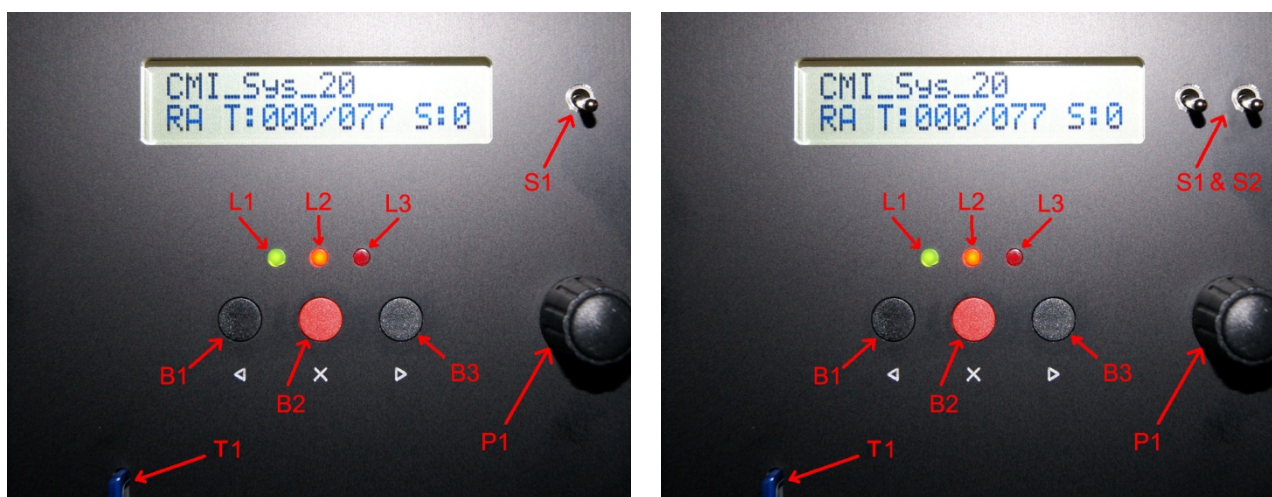 CMI_Sys_20
RA T:000/077 S:0
S1
L1
L2
L3
B1
B2
B3
P1
T1
CMI_Sys_20
RA T:000/077 S:0
S1 & S2
L1
L2
L3
B1
B2
B3
P1
T1